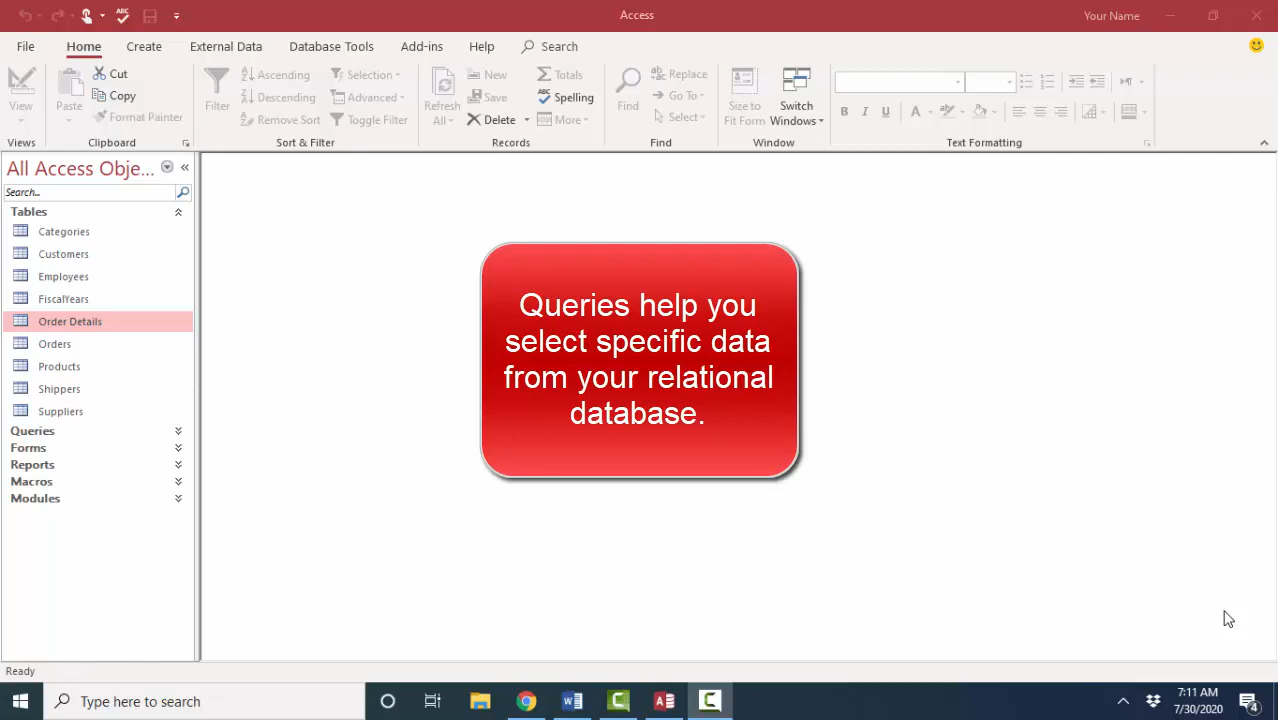 Access
Your Name
File Home Create External Data Database Tools Add-ins Help Search
View
Views
Paste
Cut
Copy
Format Painter
Clipboard
Filter
Ascending
Descending
Remove Sort
Selection
Advanced
Toggle Filter
Sort & Filter
Refresh
All
New
Save
Delete
Totals
Spelling
More
Records
Find
Replace
Go To
Select
Find
Size to
Fit Form
Switch
Windows
Window
B I U A
Text Formatting
All Access Obje...
Search...
Tables
Categories
Customers
Employees
FiscalYears
Order Details
Orders
Products
Shippers
Suppliers
Queries
Forms
Reports
Macros
Modules
Queries help you
select specific data
from your relational
database.
Ready
Type here to search
7:11 AM
7/30/2020
4